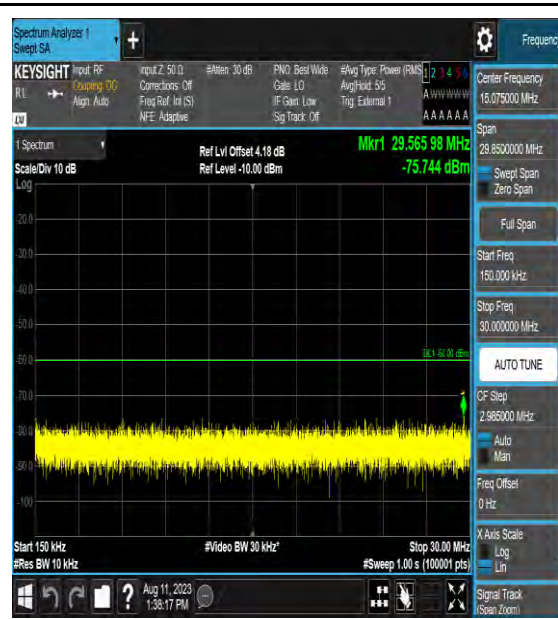 Spectrum Analyzer 1
Swept SA
+
Frequenc
KEYSIGHT
Input: RF
Input Z: 50 Ω
#Atten: 30 dB
PNO: Best Wide
#Avg Type: Power (RMS
1 2 3 4 5 6
RL
Coupling: DC
Corrections: Off
Gate: LO
Avg|Hold: 5/5
A W W W W W
Align: Auto
Freq Ref: Int (S)
IF Gain: Low
Trig: External 1
NFE: Adaptive
Sig Track: Off
A A A A A A
LW
1 Spectrum
Ref Lvl Offset 4.18 dB
Mkr1 29.565 98 MHz
Scale/Div 10 dB
Ref Level -10.00 dBm
-75.744 dBm
Log
-20.0
-30.0
-40.0
-50.0
-60.0
DL1 -60.00 dBm
-70.0
-80.0
-90.0
-100
Start 150 kHz
#Video BW 30 kHz*
Stop 30.00 MHz
#Res BW 10 kHz
#Sweep 1.00 s (100001 pts)
Center Frequency
15.075000 MHz
Span
29.8500000 MHz
Swept Span
Zero Span
Full Span
Start Freq
150.000 kHz
Stop Freq
30.000000 MHz
AUTO TUNE
CF Step
2.985000 MHz
Auto
Man
Freq Offset
0 Hz
X Axis Scale
Log
Lin
Signal Track
(Span Zoom)
?
Aug 11, 2023
1:38:17 PM